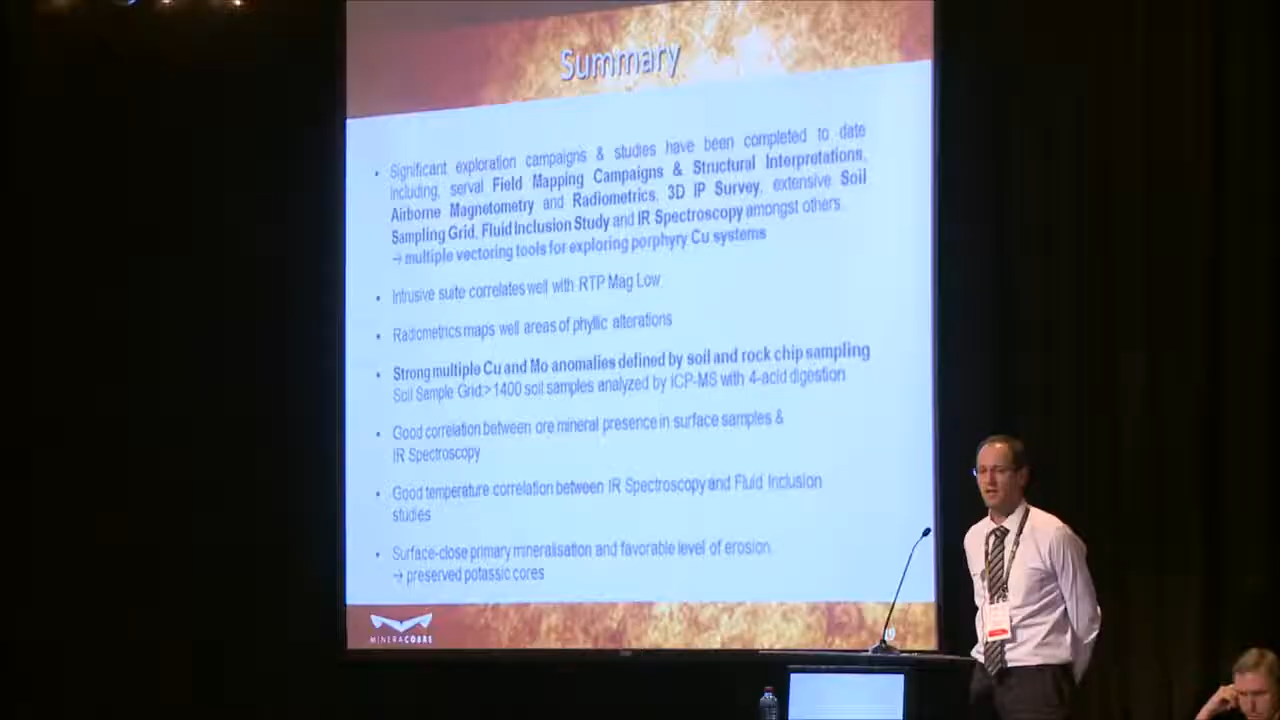 Summary
• Significant exploration campaigns & studies have been completed to date
including, serval Field Mapping Campaigns & Structural Interpretations,
Airborne Magnetometry and Radiometrics, 3D IP Survey, extensive Soil
Sampling Grid, Fluid Inclusion Study and IR Spectroscopy amongst others.
→ multiple vectoring tools for exploring porphyry Cu systems
• Intrusive suite correlates well with RTP Mag Low
• Radiometrics maps well areas of phyllic alterations
• Strong multiple Cu and Mo anomalies defined by soil and rock chip sampling
Soil Sample Grid:>1400 soil samples analyzed by ICP-MS with 4-acid digestion
• Good correlation between ore mineral presence in surface samples &
IR Spectroscopy
• Good temperature correlation between IR Spectroscopy and Fluid Inclusion
studies
• Surface-close primary mineralisation and favorable level of erosion
→ preserved potassic cores
MINERACOBRE